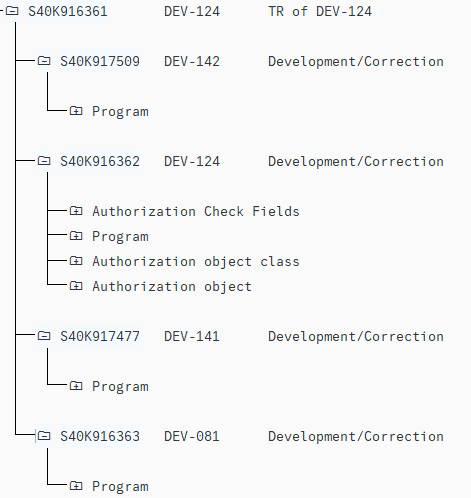 S40K916361 DEV-124 TR of DEV-124
S40K917509 DEV-142 Development/Correction
Program
S40K916362 DEV-124 Development/Correction
Authorization Check Fields
Program
Authorization object class
Authorization object
S40K917477 DEV-141 Development/Correction
Program
S40K916363 DEV-081 Development/Correction
Program